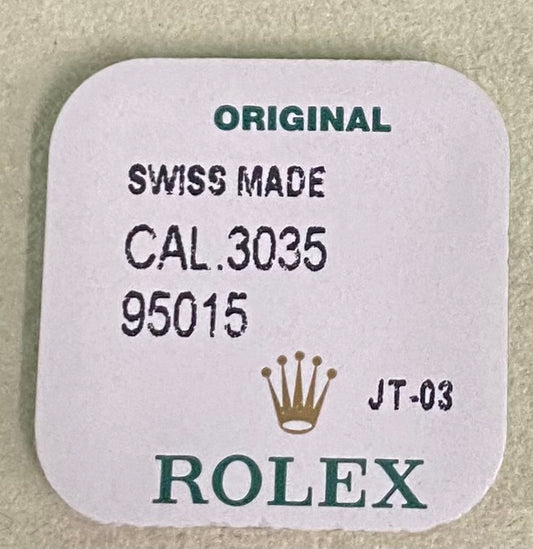 ORIGINAL
SWISS MADE
CAL.3035
95015
JT-03
ROLEX